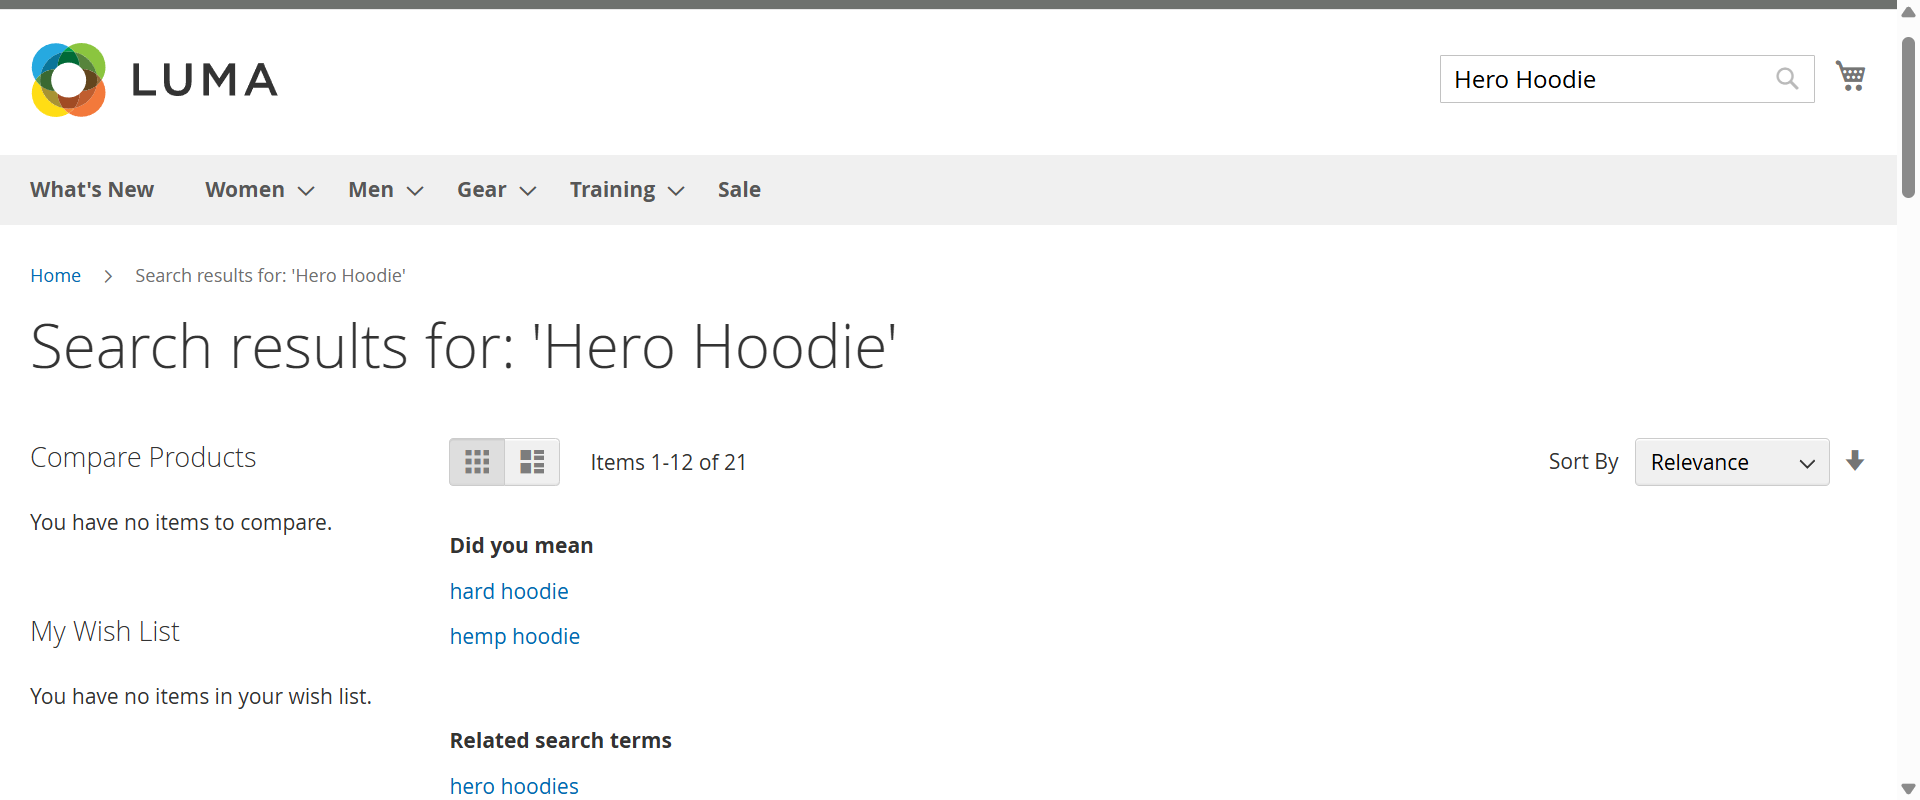 LUMA
Hero Hoodie
What's New Women Men Gear Training Sale
Home Search results for: 'Hero Hoodie'
Search results for: 'Hero Hoodie'
Compare Products
You have no items to compare.
My Wish List
You have no items in your wish list.
Items 1-12 of 21
Sort By Relevance
Did you mean
hard hoodie
hemp hoodie
Related search terms
hero hoodies